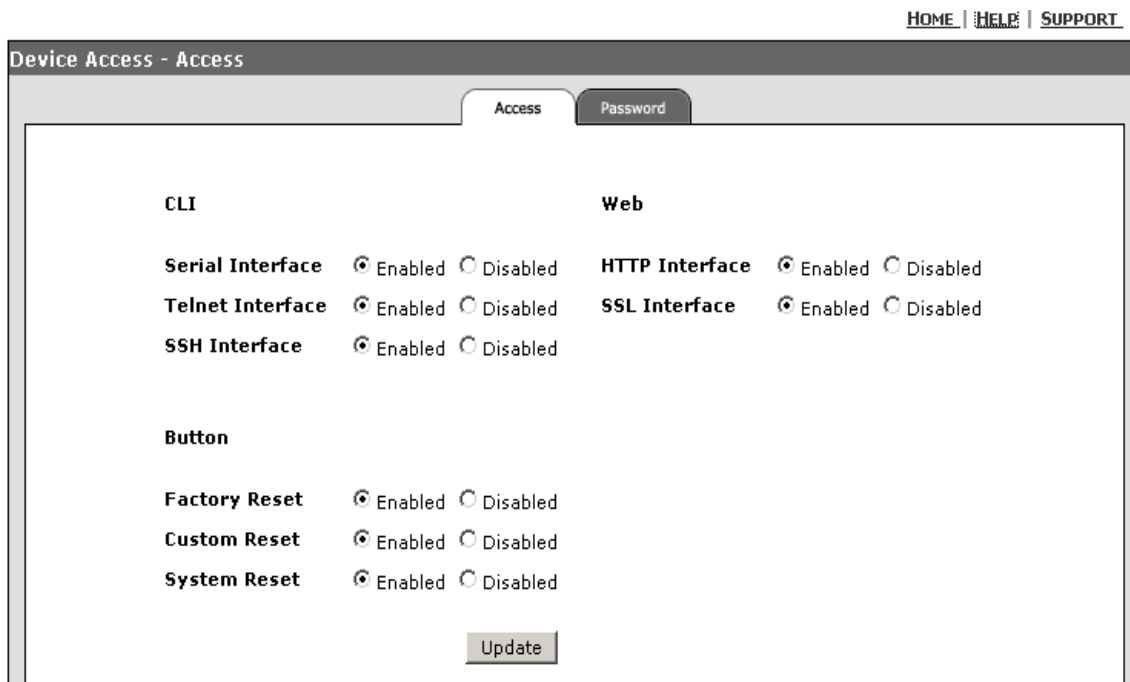 HOME | HELP | SUPPORT
Device Access - Access
Access Password
CLI Web
Serial Interface Enabled Disabled HTTP Interface Enabled Disabled
Telnet Interface Enabled Disabled SSL Interface Enabled Disabled
SSH Interface Enabled Disabled
Button
Factory Reset Enabled Disabled
Custom Reset Enabled Disabled
System Reset Enabled Disabled
Update